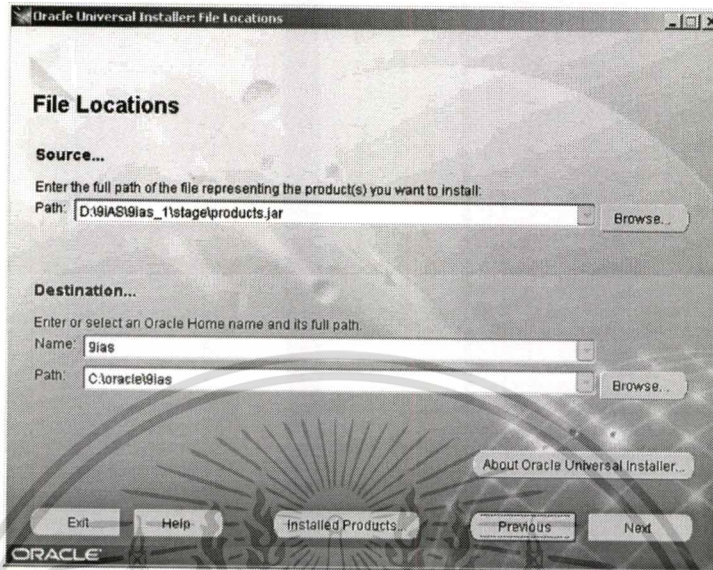 Oracle Universal Installer: File Locations
File Locations
Source...
Enter the full path of the file representing the product(s) you want to install:
Path: D:\9iAS\9ias_1\stage\products.jar Browse...
Destination...
Enter or select an Oracle Home name and its full path.
Name: 9ias
Path: C:\oracle\9ias Browse...
About Oracle Universal Installer...
Exit Help Installed Products... Previous Next
ORACLE